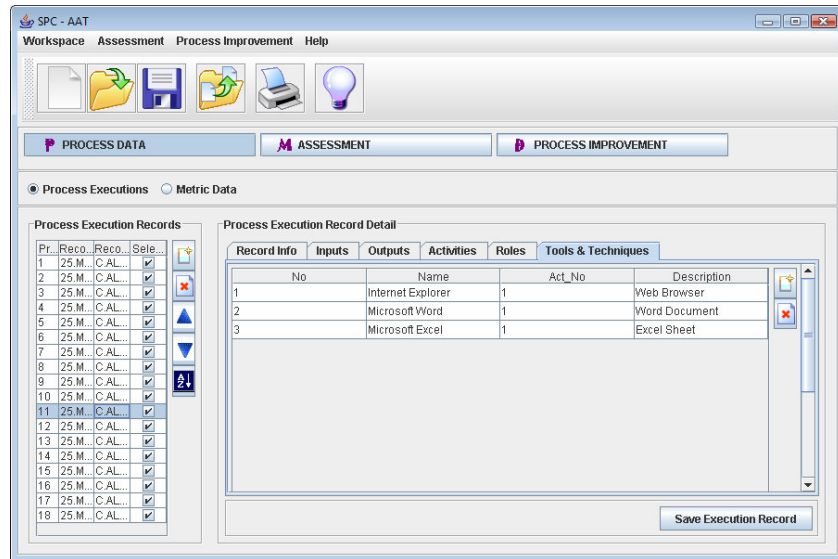 SPC - AAT
Workspace Assessment Process Improvement Help
P PROCESS DATA M ASSESSMENT D PROCESS IMPROVEMENT
Process Executions Metric Data
Process Execution Records Process Execution Record Detail
Record Info Inputs Outputs Activities Roles Tools & Techniques
Pr... Reco... Reco... Sele...
No Name Act_No Description
1 25.M... C.AL...
2 25.M... C.AL...
3 25.M... C.AL...
4 25.M... C.AL...
5 25.M... C.AL...
6 25.M... C.AL...
7 25.M... C.AL...
8 25.M... C.AL...
9 25.M... C.AL...
10 25.M... C.AL...
11 25.M... C.AL...
12 25.M... C.AL...
13 25.M... C.AL...
14 25.M... C.AL...
15 25.M... C.AL...
16 25.M... C.AL...
17 25.M... C.AL...
18 25.M... C.AL...
A
Z
1 Internet Explorer 1 Web Browser
2 Microsoft Word 1 Word Document
3 Microsoft Excel 1 Excel Sheet
Save Execution Record